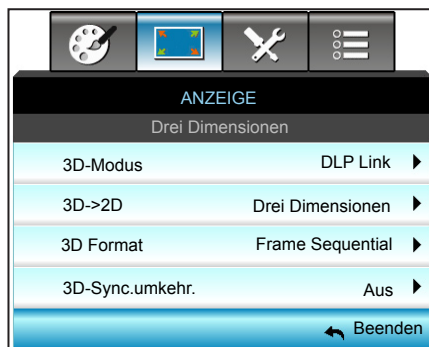 ANZEIGE
Drei Dimensionen
3D-Modus DLP Link
3D->2D Drei Dimensionen
3D Format Frame Sequential
3D-Sync.umkehr. Aus
Beenden